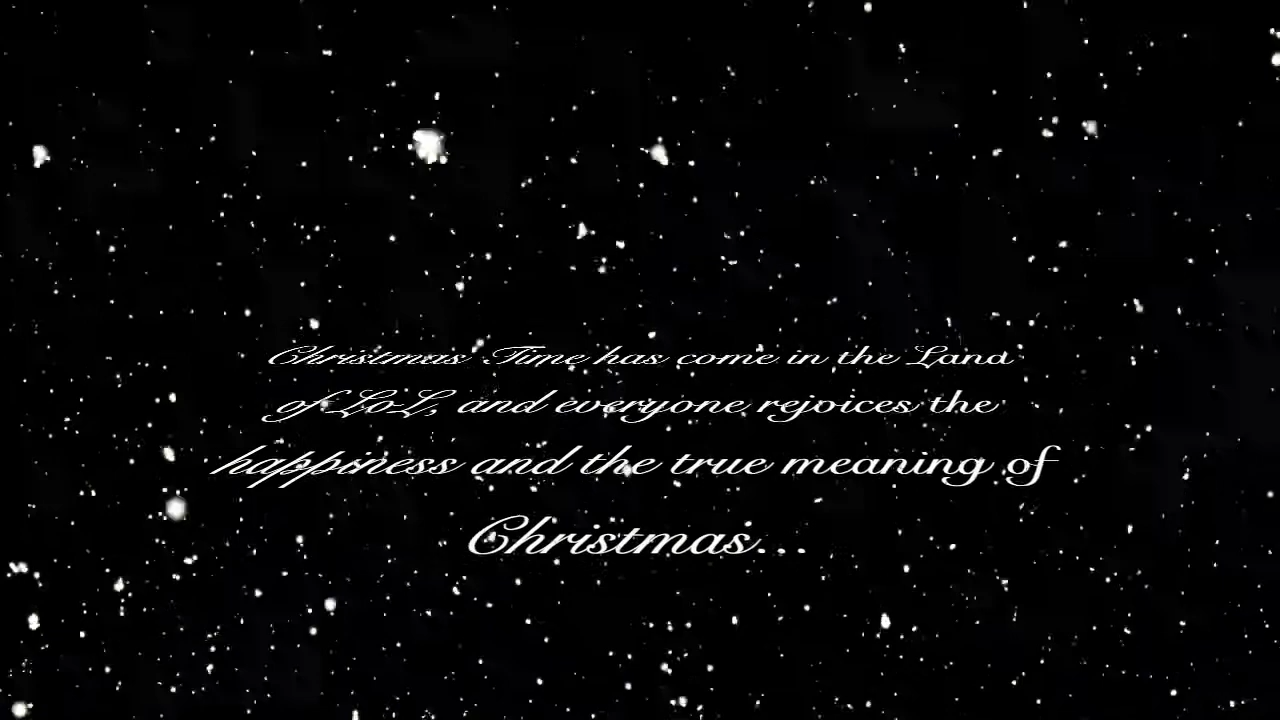 Christmas Time has come in the Land
of LoL, and everyone rejoices the
happiness and the true meaning of
Christmas...